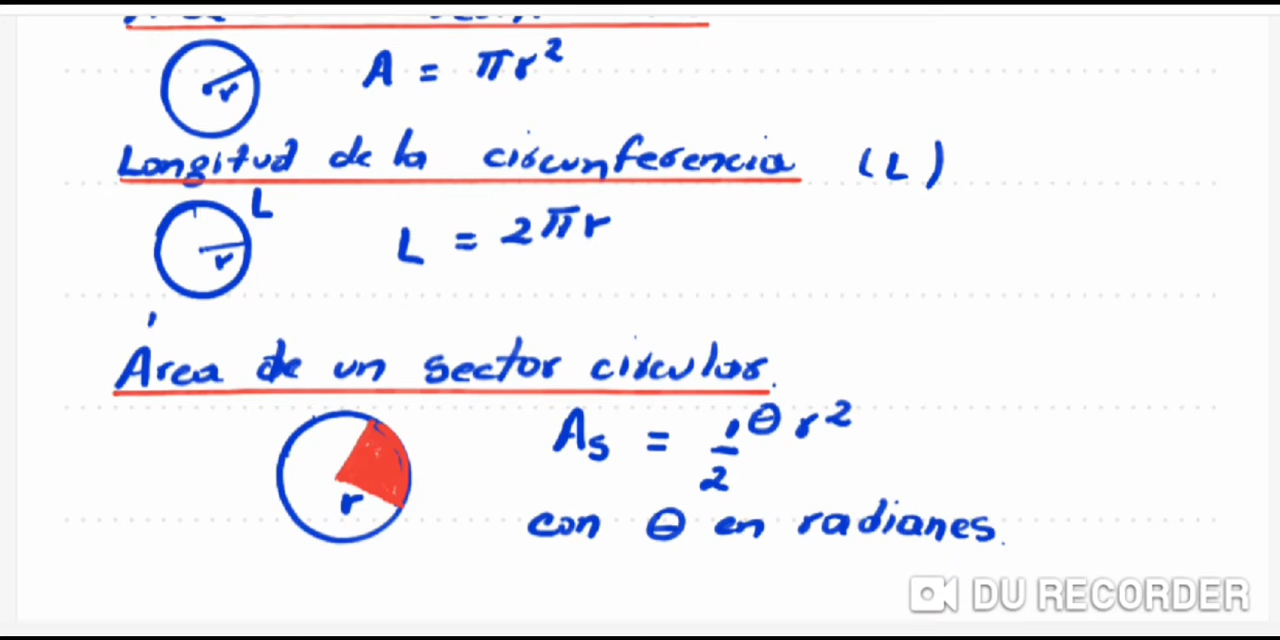 r
A = πr²
Longitud de la circunferencia (L)
L
r
L = 2πr
Área de un sector circular.
r
As = 1/2 θ r²
con θ en radianes.
DU RECORDER